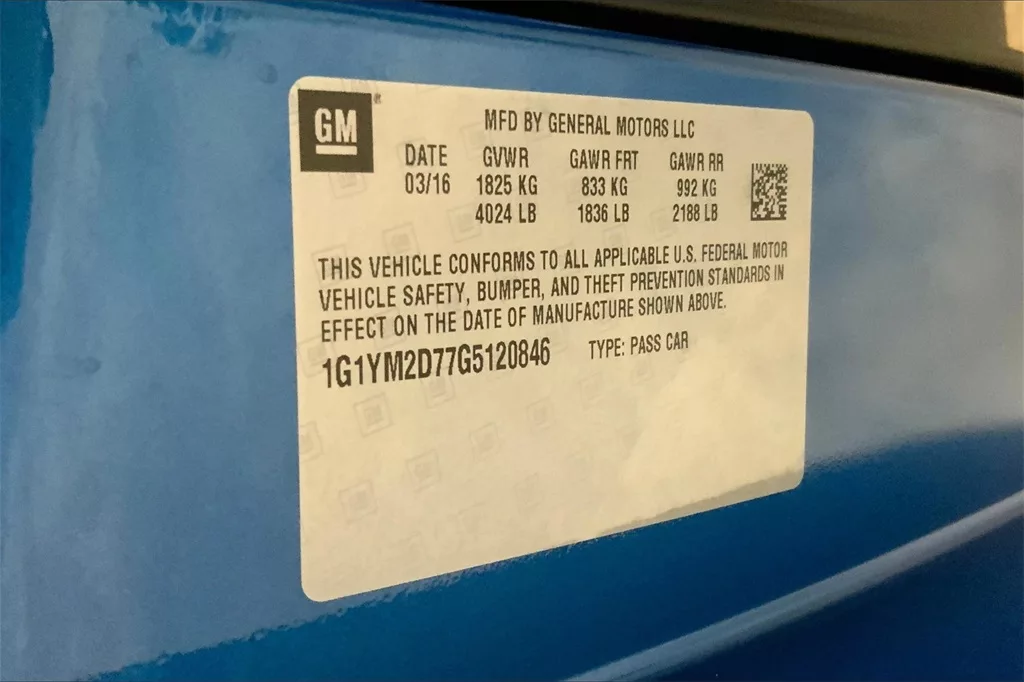 GM
MFD BY GENERAL MOTORS LLC
DATE GVWR GAWR FRT GAWR RR
03/16 1825 KG 833 KG 992 KG
4024 LB 1836 LB 2188 LB
THIS VEHICLE CONFORMS TO ALL APPLICABLE U.S. FEDERAL MOTOR
VEHICLE SAFETY, BUMPER, AND THEFT PREVENTION STANDARDS IN
EFFECT ON THE DATE OF MANUFACTURE SHOWN ABOVE.
1G1YM2D77G5120846 TYPE: PASS CAR